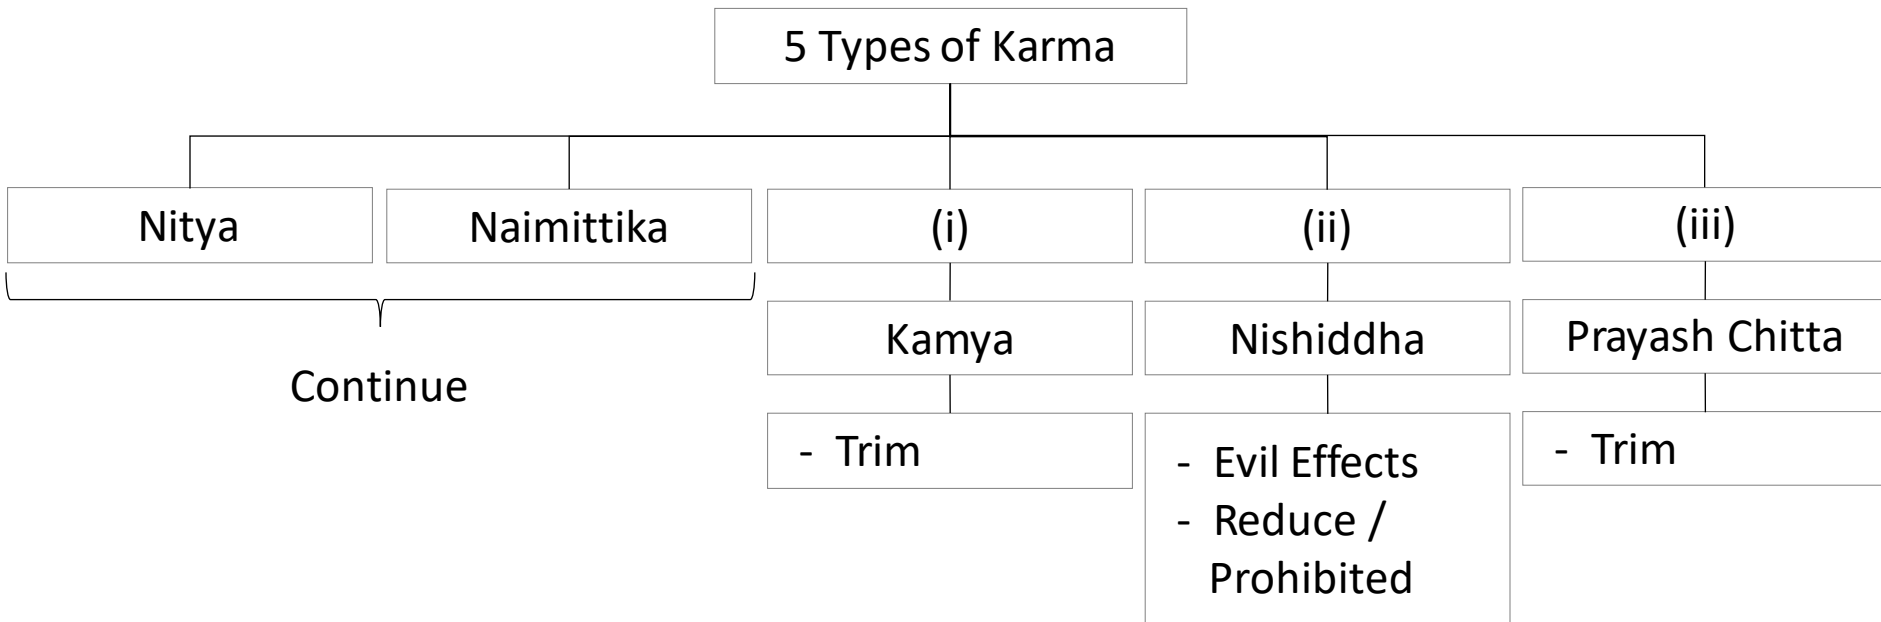 5 Types of Karma
Nitya
Naimittika
(i)
(ii)
(iii)
Kamya
Nishiddha
Prayash Chitta
Continue
- Trim
- Evil Effects
- Reduce /
Prohibited
- Trim